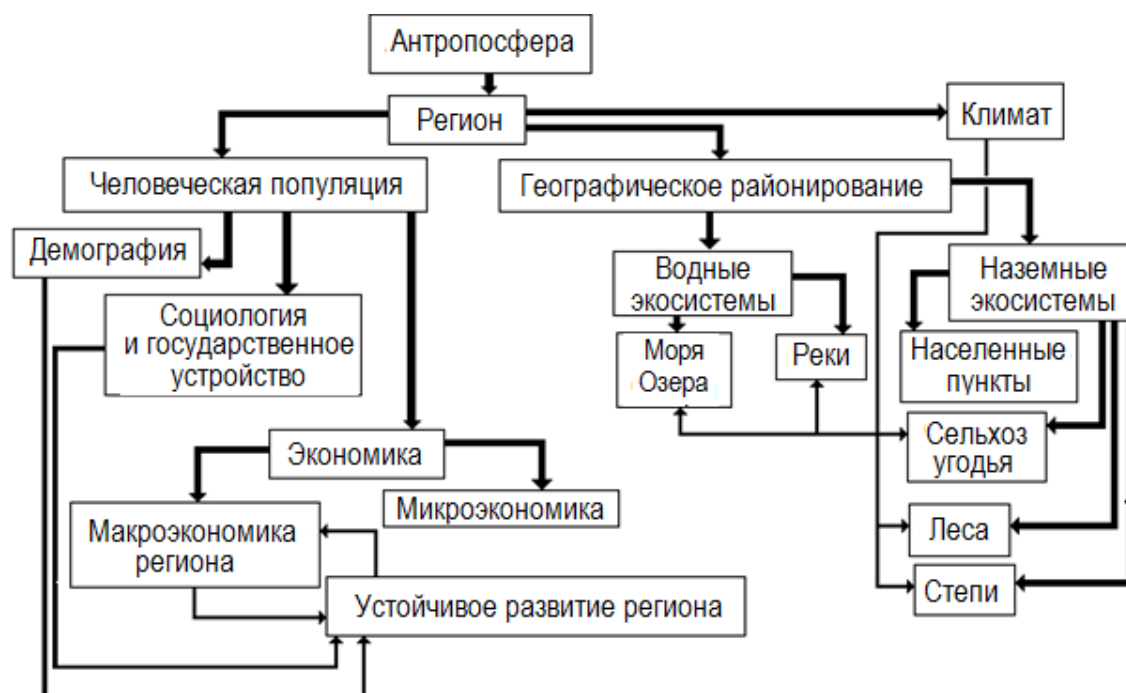 Антропосфера
Регион
Климат
Человеческая популяция
Географическое районирование
Демография
Водные
экосистемы
Наземные
экосистемы
Социология
и государственное
устройство
Моря
Озера
Реки
Населенные
пункты
Экономика
Сельхоз
угодья
Микроэкономика
Макроэкономика
региона
Леса
Степи
Устойчивое развитие региона